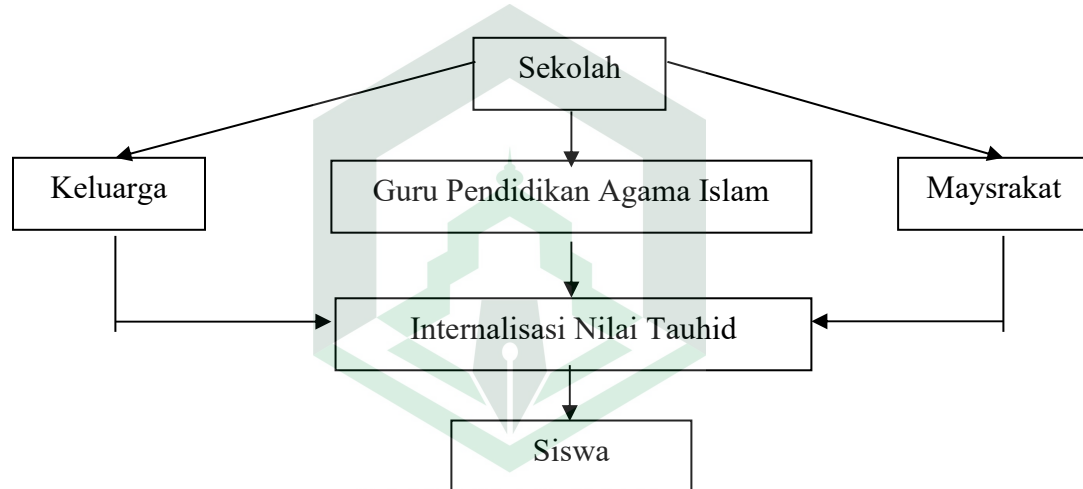 Sekolah
Keluarga
Guru Pendidikan Agama Islam
Maysrakat
Internalisasi Nilai Tauhid
Siswa